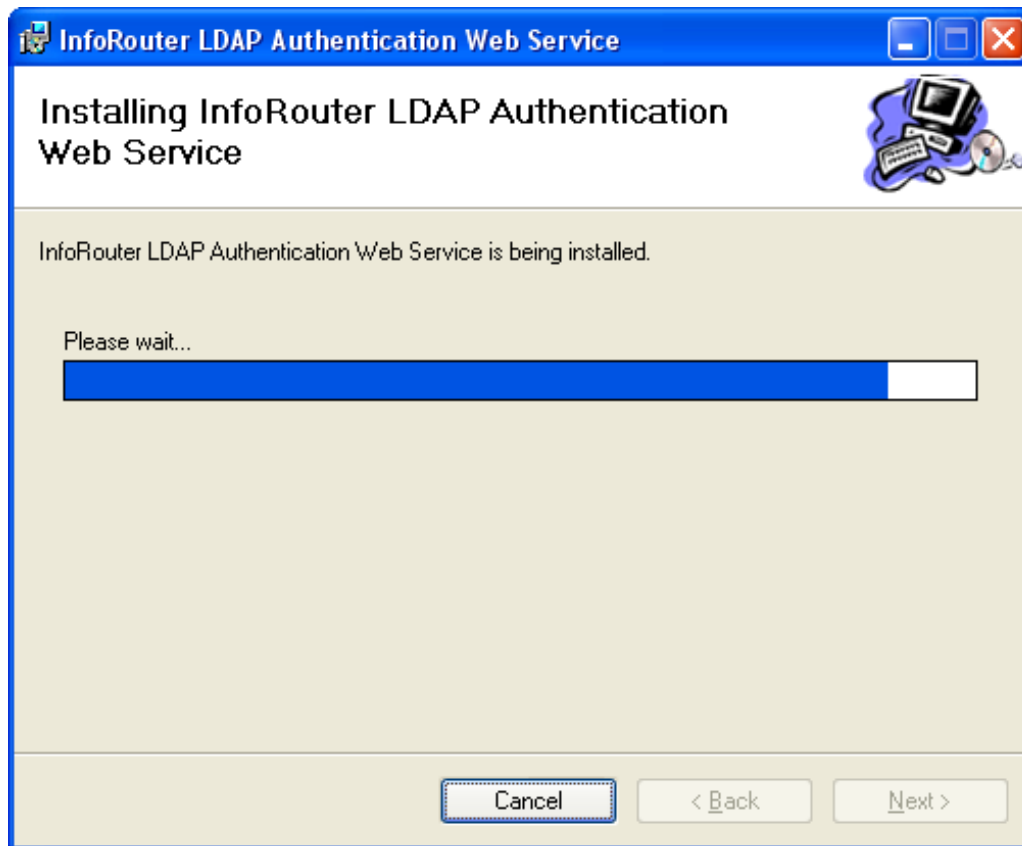 InfoRouter LDAP Authentication Web Service
Installing InfoRouter LDAP Authentication
Web Service
InfoRouter LDAP Authentication Web Service is being installed.
Please wait...
Cancel
< Back
Next >